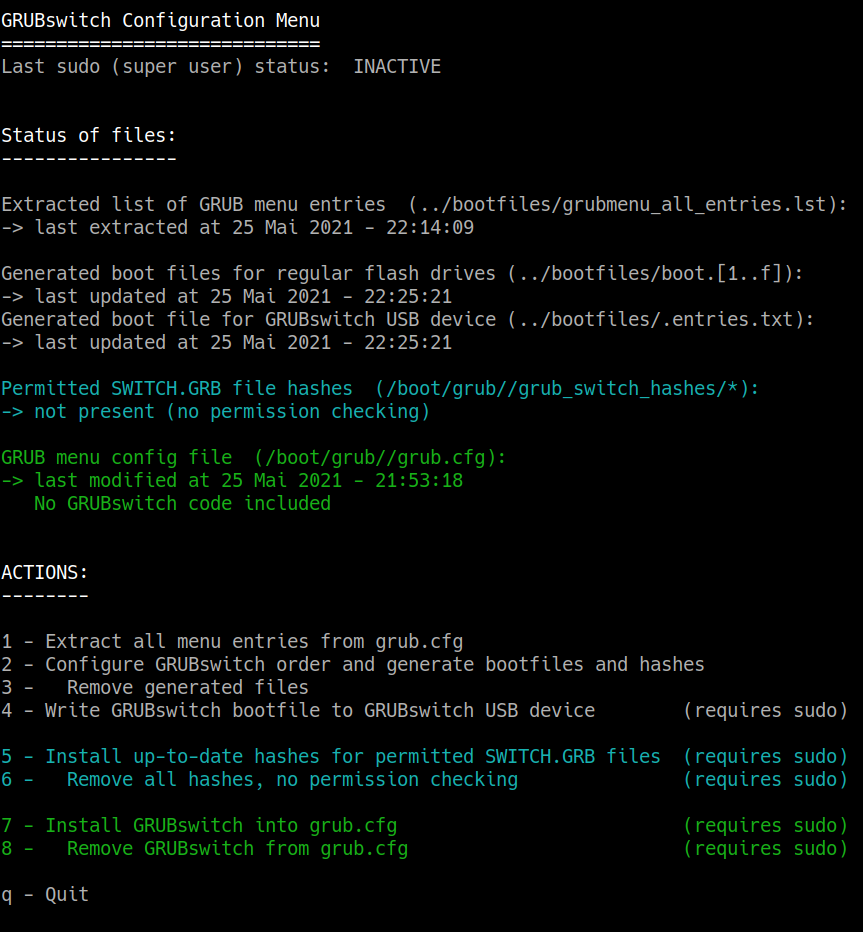 GRUBswitch Configuration Menu
=============================
Last sudo (super user) status:  INACTIVE
Status of files:
----------------
Extracted list of GRUB menu entries  (../bootfiles/grubmenu_all_entries.lst):
-> last extracted at 25 Mai 2021 - 22:14:09
Generated boot files for regular flash drives (../bootfiles/boot.[1..f]):
-> last updated at 25 Mai 2021 - 22:25:21
Generated boot file for GRUBswitch USB device (../bootfiles/.entries.txt):
-> last updated at 25 Mai 2021 - 22:25:21
Permitted SWITCH.GRB file hashes  (/boot/grub//grub_switch_hashes/*):
-> not present (no permission checking)
GRUB menu config file  (/boot/grub//grub.cfg):
-> last modified at 25 Mai 2021 - 21:53:18
   No GRUBswitch code included
ACTIONS:
--------
1 - Extract all menu entries from grub.cfg
2 - Configure GRUBswitch order and generate bootfiles and hashes
3 -   Remove generated files
4 - Write GRUBswitch bootfile to GRUBswitch USB device        (requires sudo)
5 - Install up-to-date hashes for permitted SWITCH.GRB files  (requires sudo)
6 -   Remove all hashes, no permission checking               (requires sudo)
7 - Install GRUBswitch into grub.cfg                          (requires sudo)
8 -   Remove GRUBswitch from grub.cfg                         (requires sudo)
q - Quit